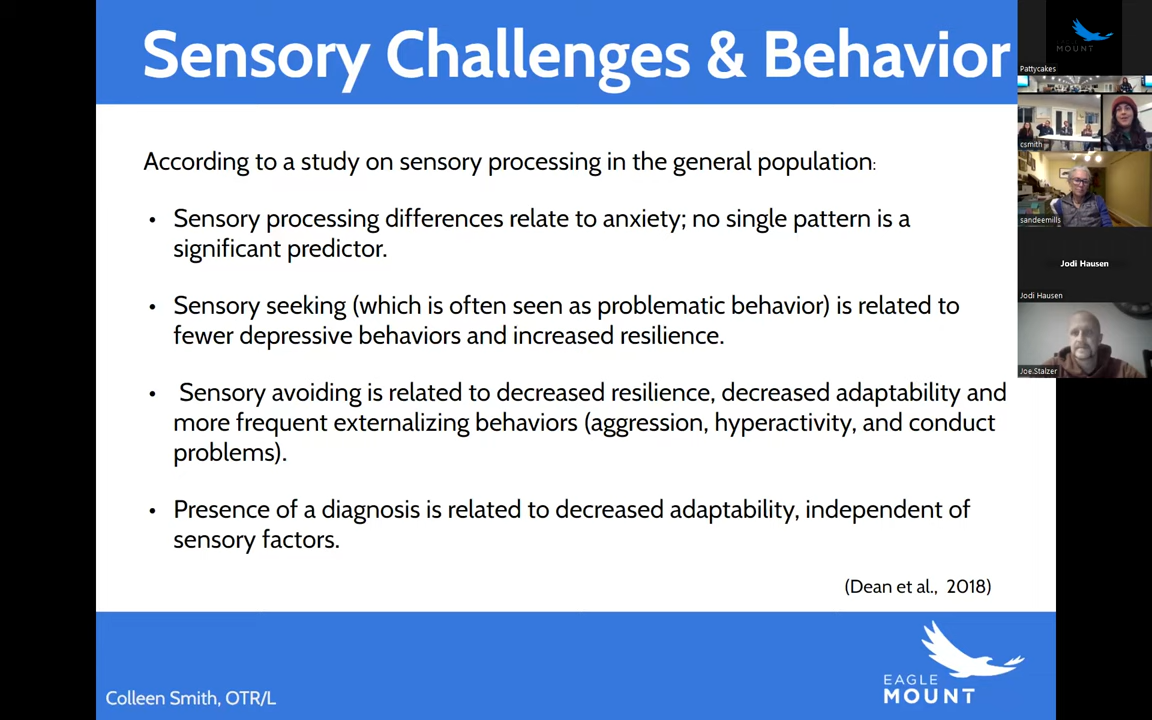 Sensory Challenges & Behavior
According to a study on sensory processing in the general population:
• Sensory processing differences relate to anxiety; no single pattern is a
significant predictor.
• Sensory seeking (which is often seen as problematic behavior) is related to
fewer depressive behaviors and increased resilience.
• Sensory avoiding is related to decreased resilience, decreased adaptability and
more frequent externalizing behaviors (aggression, hyperactivity, and conduct
problems).
• Presence of a diagnosis is related to decreased adaptability, independent of
sensory factors.
(Dean et al., 2018)
Colleen Smith, OTR/L
EAGLE
MOUNT
MOUNT
Pattycakes
csmith
sandeemills
Jodi Hausen
Jodi Hausen
Joe.Stalzer